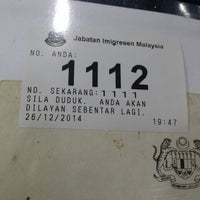 Jabatan Imigresen Malaysia
NO. ANDA:
1112
NO. SEKARANG: 1111
SILA DUDUK. ANDA AKAN
DILAYAN SEBENTAR LAGI.
26/12/2014 19:47